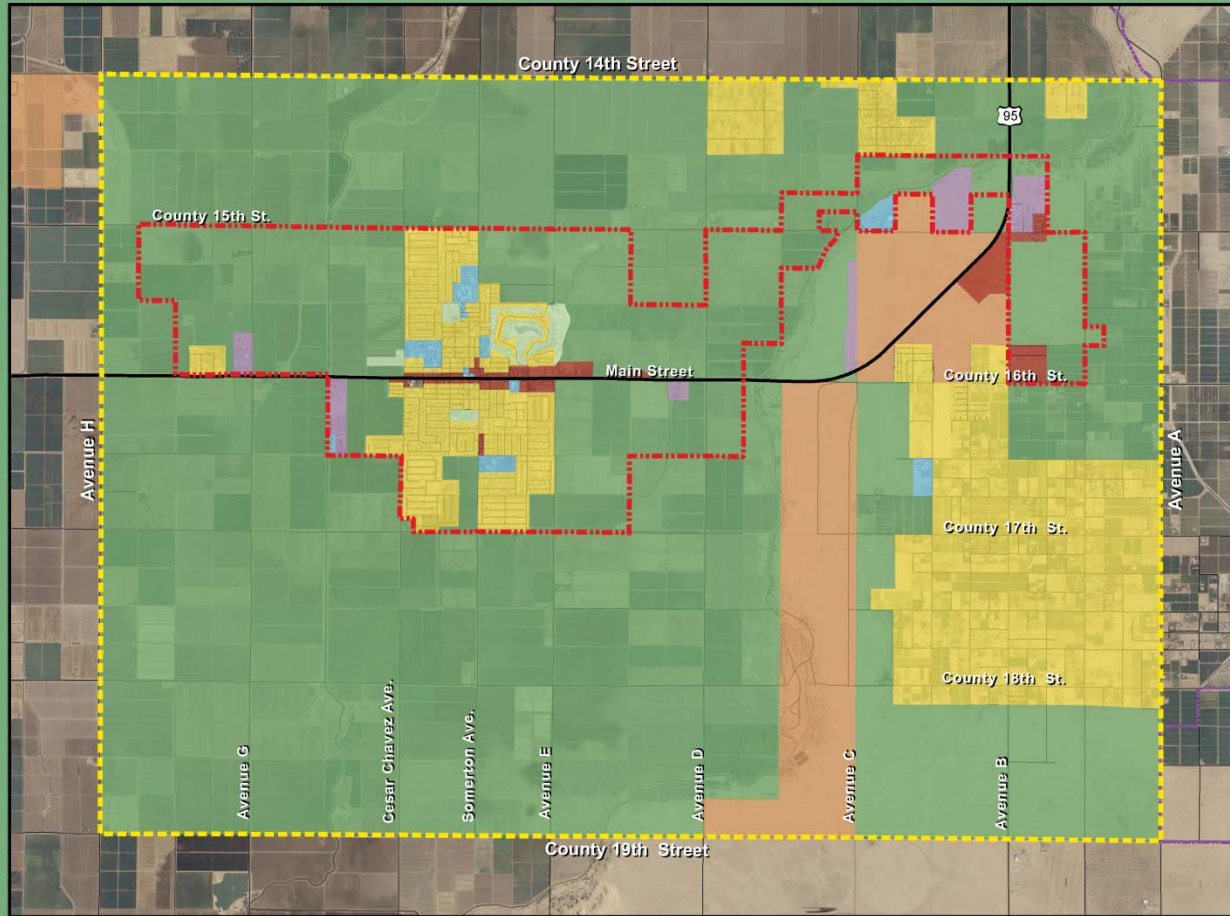 County 14th Street
95
County 15th St.
Main Street
County 16th St.
Avenue H
Avenue A
County 17th St.
County 18th St.
Avenue G
Cesar Chavez Ave.
Somerton Ave.
Avenue E
Avenue D
Avenue C
Avenue B
County 19th Street